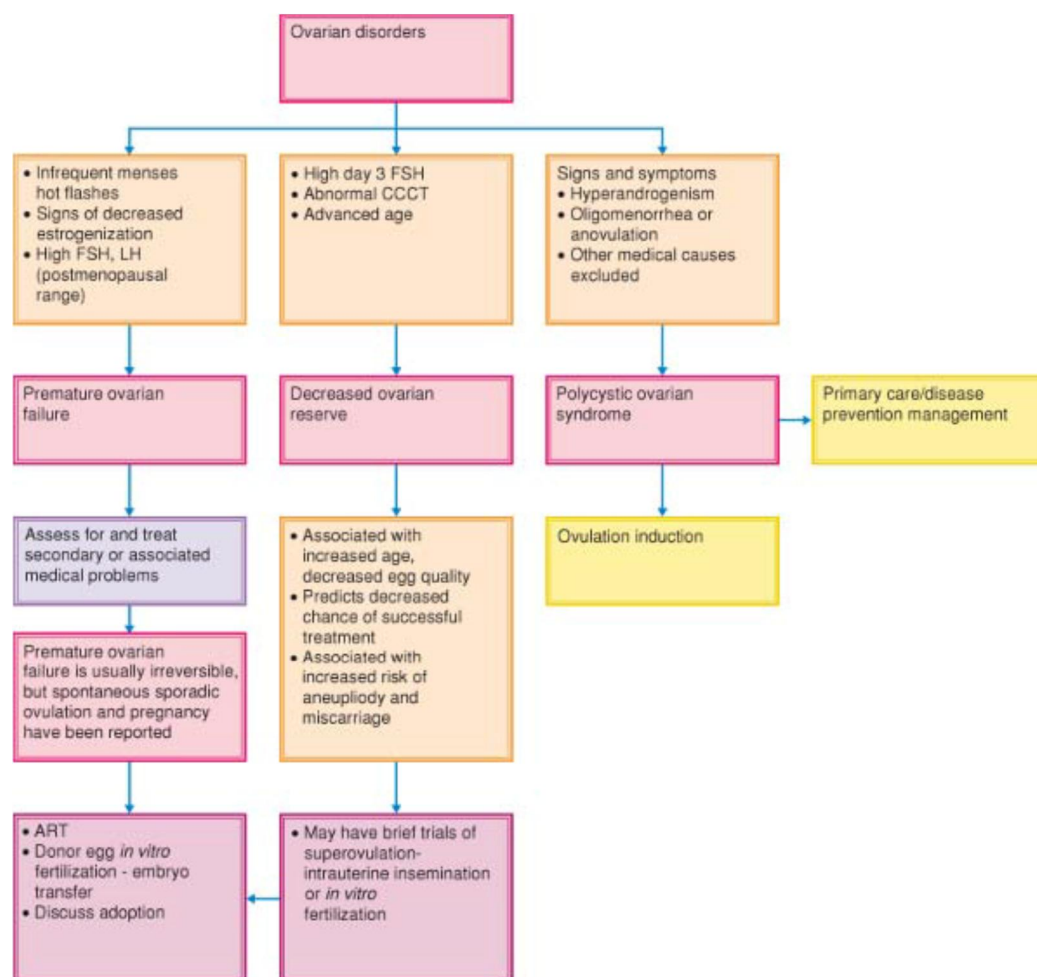 Ovarian disorders
• Infrequent menses
hot flashes
• Signs of decreased
estrogenization
• High FSH, LH
(postmenopausal
range)
• High day 3 FSH
• Abnormal CCCT
• Advanced age
Signs and symptoms
• Hyperandrogenism
• Oligomenorrhea or
anovulation
• Other medical causes
excluded
Premature ovarian
failure
Decreased ovarian
reserve
Polycystic ovarian
syndrome
Primary care/disease
prevention management
Assess for and treat
secondary or associated
medical problems
• Associated with
increased age,
decreased egg quality
• Predicts decreased
chance of successful
treatment
• Associated with
increased risk of
aneupliody and
miscarriage
Ovulation induction
Premature ovarian
failure is usually irreversible,
but spontaneous sporadic
ovulation and pregnancy
have been reported
• ART
• Donor egg in vitro
fertilization - embryo
transfer
• Discuss adoption
• May have brief trials of
superovulation-
intrauterine insemination
or in vitro
fertilization